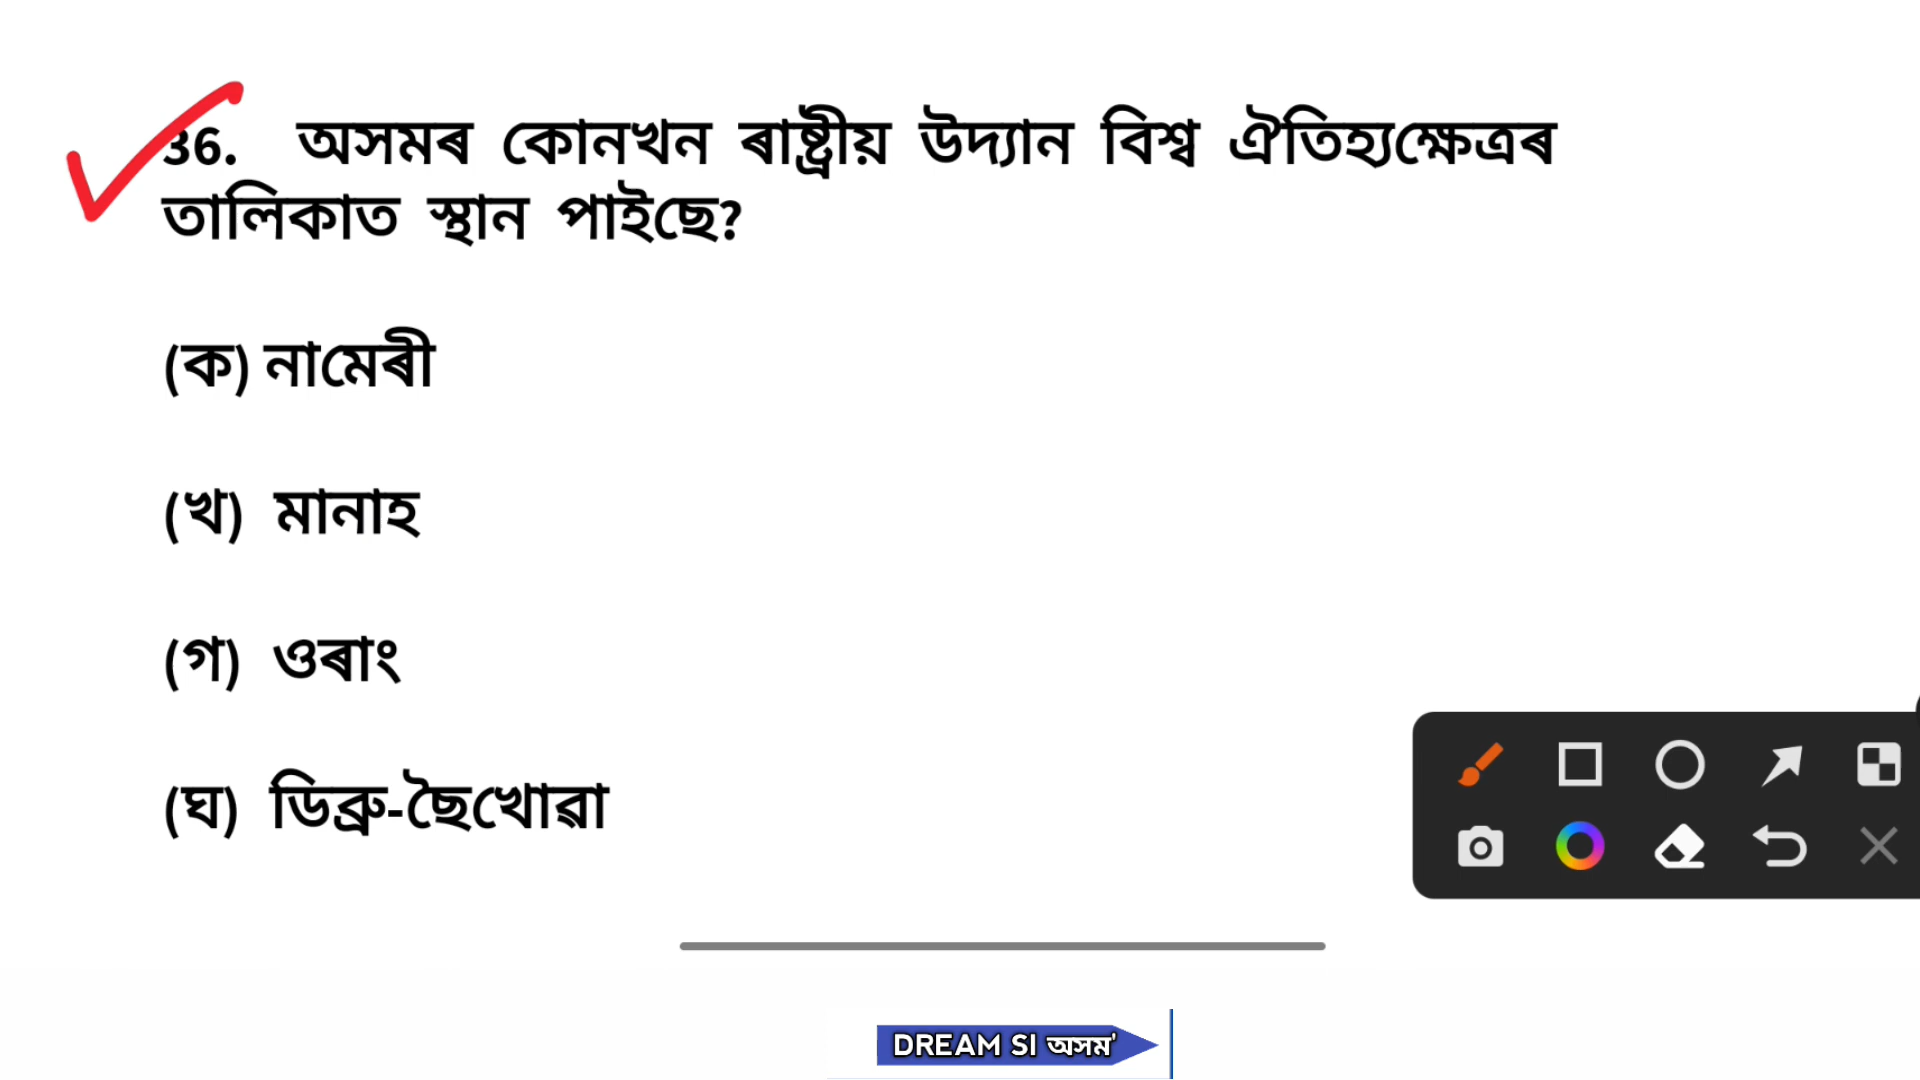 36. অসমৰ কোনখন ৰাষ্ট্ৰীয় উদ্যান বিশ্ব ঐতিহ্যক্ষেত্ৰৰ
তালিকাত স্থান পাইছে?
(ক) নামেৰী
(খ) মানাহ
(গ) ওৰাং
(ঘ) ডিব্ৰু-ছৈখোৱা
DREAM SI অসম'